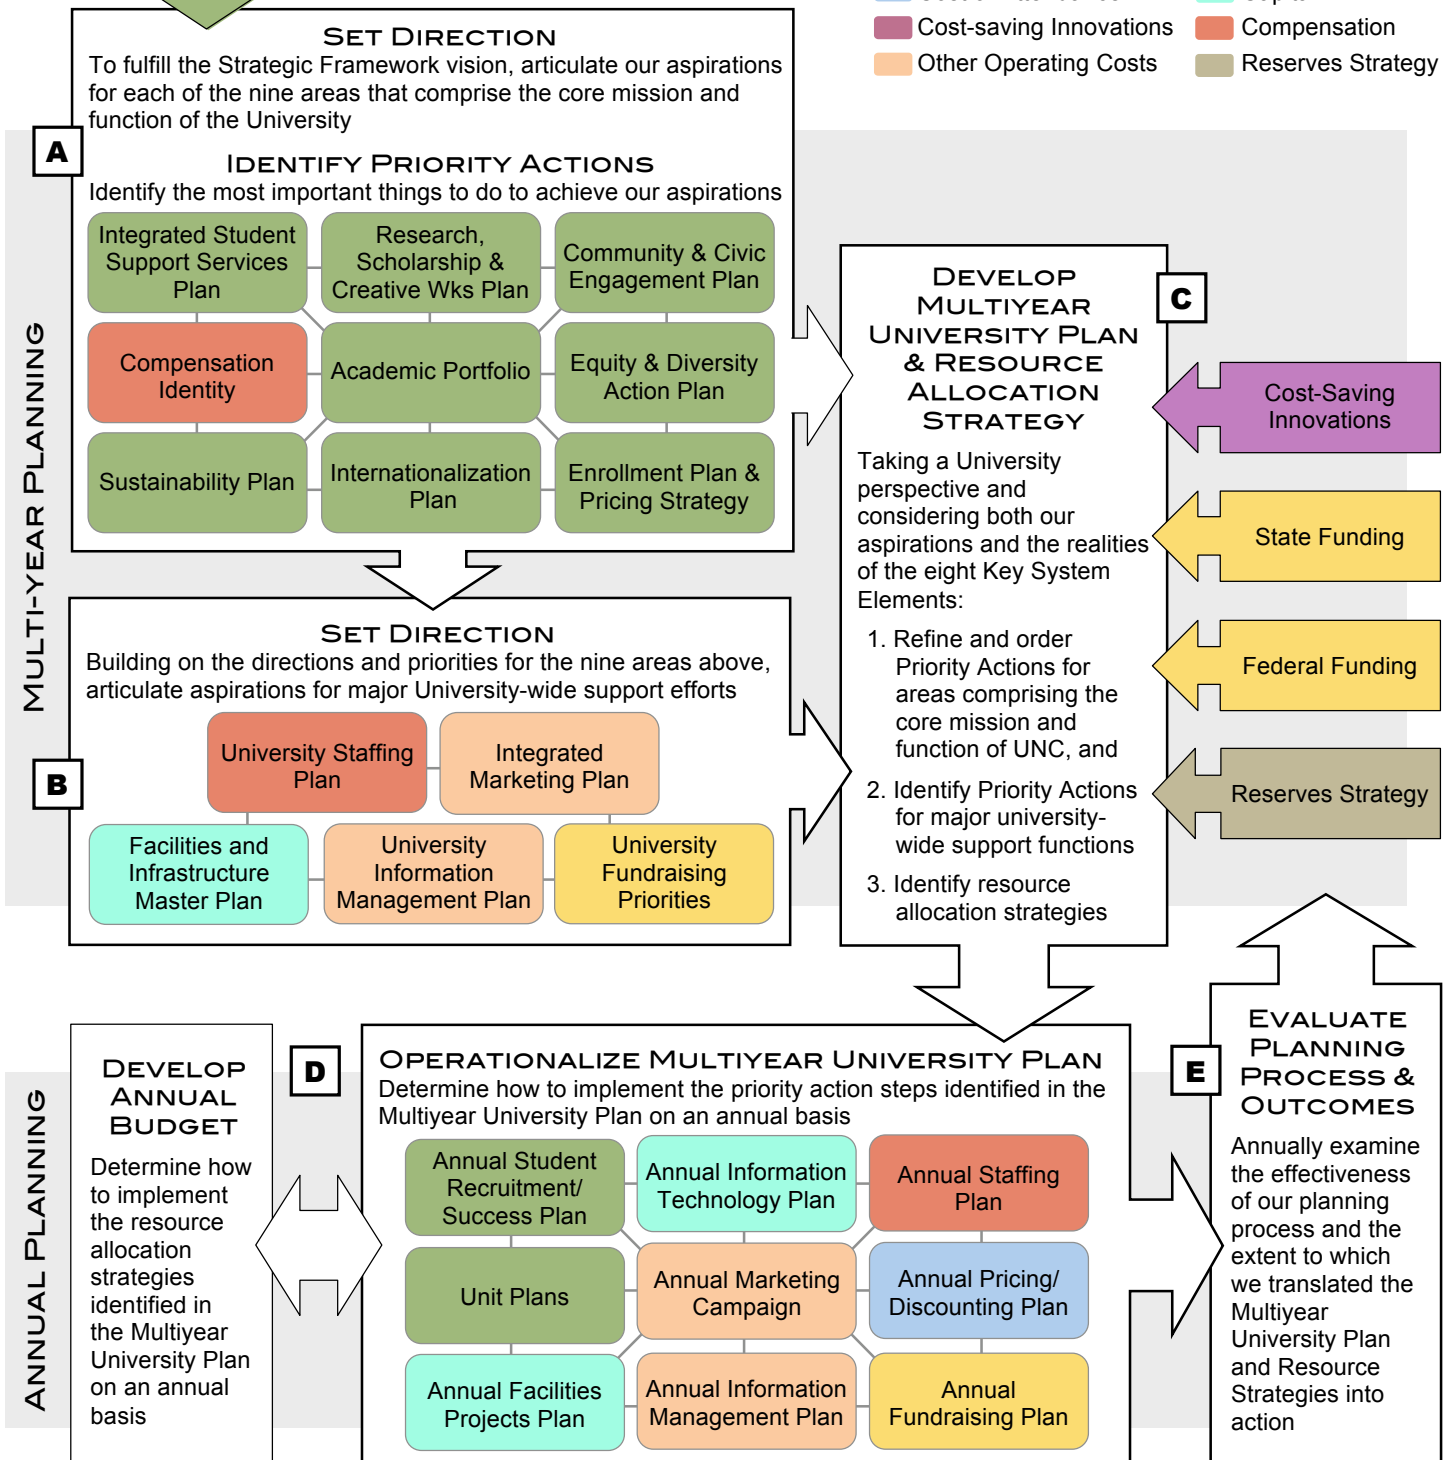 Cost-saving Innovations
Compensation
Other Operating Costs
Reserves Strategy
SET DIRECTION
To fulfill the Strategic Framework vision, articulate our aspirations
for each of the nine areas that comprise the core mission and
function of the University
A
IDENTIFY PRIORITY ACTIONS
Identify the most important things to do to achieve our aspirations
Integrated Student
Support Services
Plan
Research,
Scholarship &
Creative Wks Plan
Community & Civic
Engagement Plan
Compensation
Identity
Academic Portfolio
Equity & Diversity
Action Plan
Sustainability Plan
Internationalization
Plan
Enrollment Plan &
Pricing Strategy
MULTI-YEAR PLANNING
SET DIRECTION
Building on the directions and priorities for the nine areas above,
articulate aspirations for major University-wide support efforts
B
University Staffing
Plan
Integrated
Marketing Plan
Facilities and
Infrastructure
Master Plan
University
Information
Management Plan
University
Fundraising
Priorities
C
DEVELOP
MULTIYEAR
UNIVERSITY PLAN
& RESOURCE
ALLOCATION
STRATEGY
Taking a University
perspective and
considering both our
aspirations and the realities
of the eight Key System
Elements:
1. Refine and order
Priority Actions for
areas comprising the
core mission and
function of UNC, and
2. Identify Priority Actions
for major university-
wide support functions
3. Identify resource
allocation strategies
Cost-Saving
Innovations
State Funding
Federal Funding
Reserves Strategy
ANNUAL PLANNING
DEVELOP
ANNUAL
BUDGET
Determine how
to implement
the resource
allocation
strategies
identified in
the Multiyear
University Plan
on an annual
basis
D
OPERATIONALIZE MULTIYEAR UNIVERSITY PLAN
Determine how to implement the priority action steps identified in the
Multiyear University Plan on an annual basis
Annual Student
Recruitment/
Success Plan
Annual Information
Technology Plan
Annual Staffing
Plan
Unit Plans
Annual Marketing
Campaign
Annual Pricing/
Discounting Plan
Annual Facilities
Projects Plan
Annual Information
Management Plan
Annual
Fundraising Plan
E
EVALUATE
PLANNING
PROCESS &
OUTCOMES
Annually examine
the effectiveness
of our planning
process and the
extent to which
we translated the
Multiyear
University Plan
and Resource
Strategies into
action